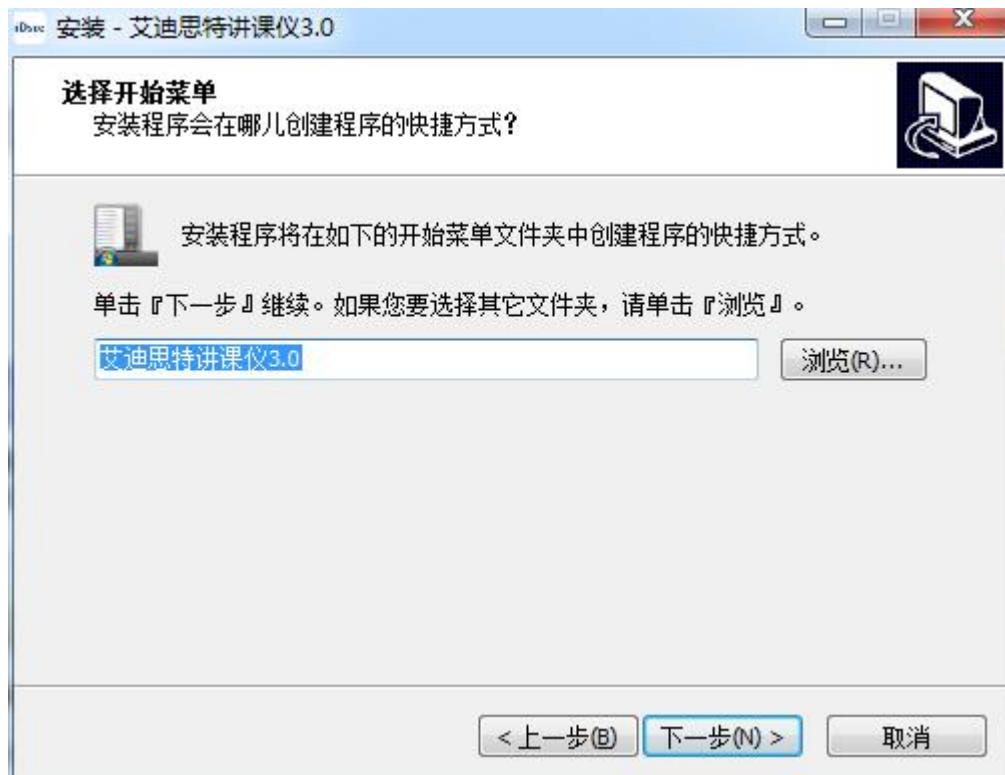 安装 - 艾迪思特讲课仪3.0
选择开始菜单
安装程序会在哪儿创建程序的快捷方式?
安装程序将在如下的开始菜单文件夹中创建程序的快捷方式。
单击『下一步』继续。如果您要选择其它文件夹，请单击『浏览』。
艾迪思特讲课仪3.0
浏览(R)...
<上一步(B)
下一步(N) >
取消